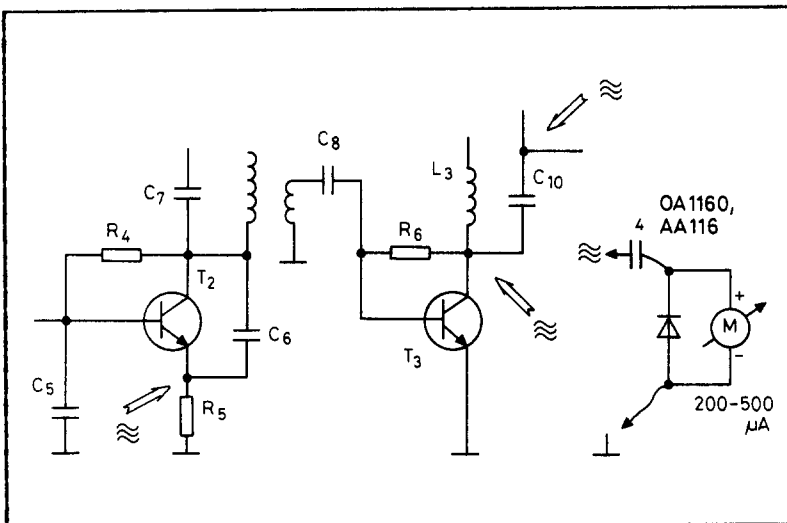 C8
L3
C10
C7
OA1160,
AA116
4
R4
R6
T2
+
M
C6
T3
-
C5
R5
200-500
µA